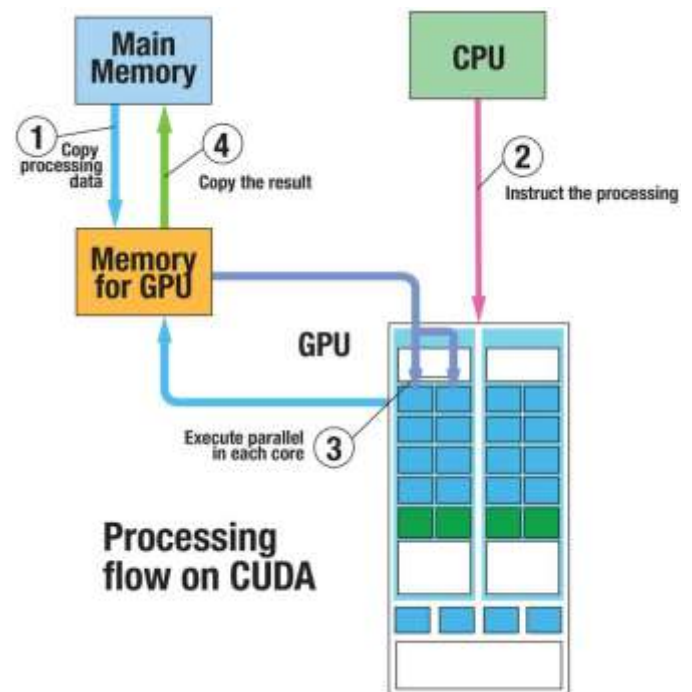 Main
Memory
CPU
1
Copy
processing
data
4
Copy the result
2
Instruct the processing
Memory
for GPU
GPU
Execute parallel
in each core
3
Processing
flow on CUDA